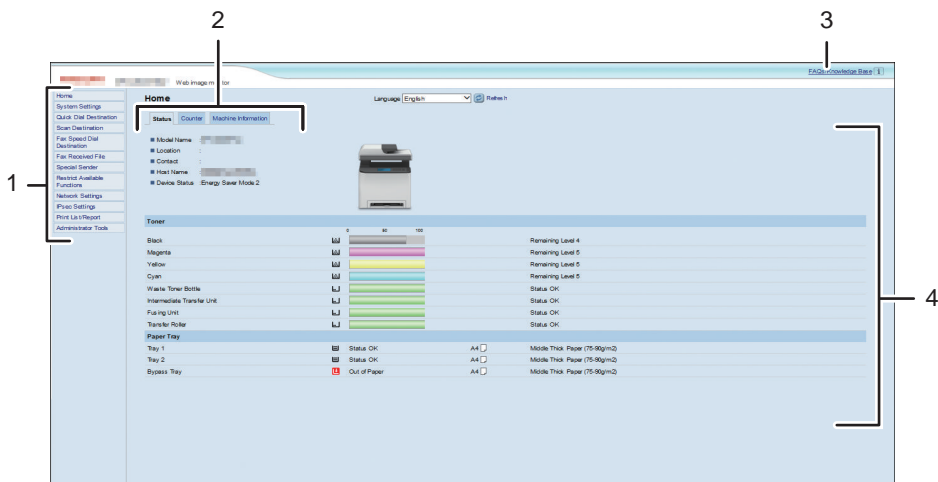 2
3
FAQs/Knowledge Base
Web image monitor
1
Home
System Settings
Quick Dial Destination
Scan Destination
Fax Speed Dial
Destination
Fax Received File
Special Sender
Restrict Available
Functions
Network Settings
IPsec Settings
Print List/Report
Administrator Tools
Home
Language English Refresh
Status Counter Machine Information
Model Name :
Location :
Contact :
Host Name :
Device Status :Energy Saver Mode 2
4
Toner
0 50 100
Black Remaining Level 4
Magenta Remaining Level 5
Yellow Remaining Level 5
Cyan Remaining Level 5
Waste Toner Bottle Status OK
Intermediate Transfer Unit Status OK
Fusing Unit Status OK
Transfer Roller Status OK
Paper Tray
Tray 1 Status OK A4 Middle Thick Paper (75-90g/m2)
Tray 2 Status OK A4 Middle Thick Paper (75-90g/m2)
Bypass Tray Out of Paper A4 Middle Thick Paper (75-90g/m2)